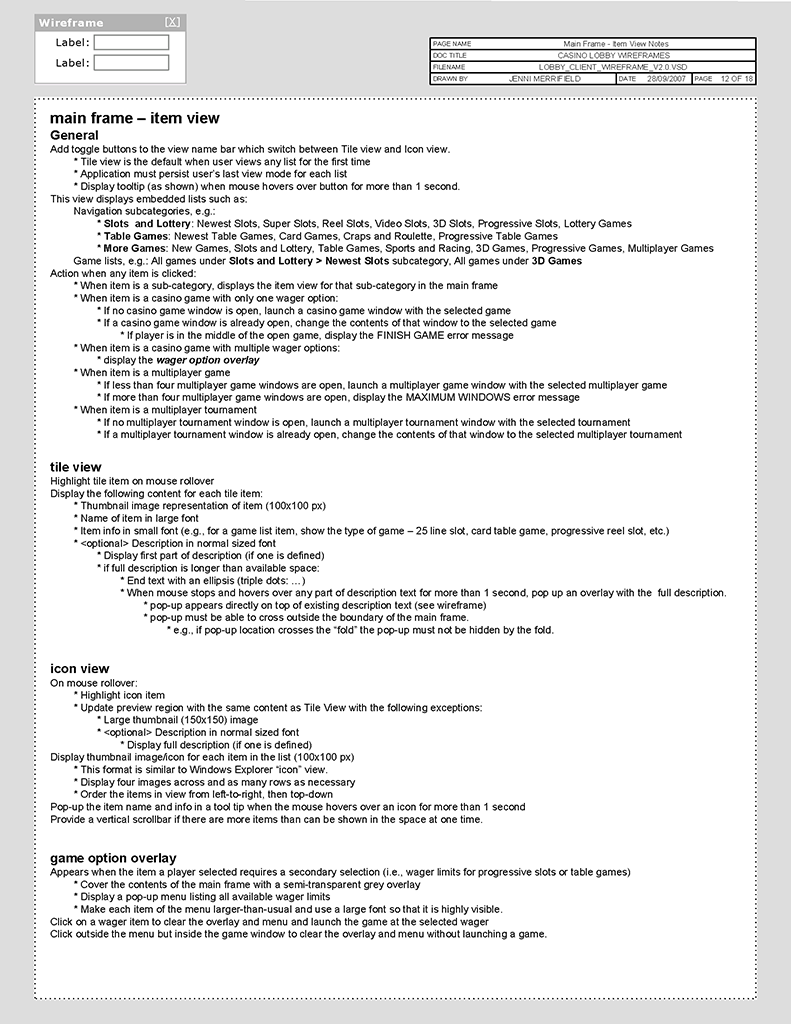 Wireframe [X]
Label:
Label:
PAGE NAME Main Frame - Item View Notes
DOC TITLE CASINO LOBBY WIREFRAMES
FILENAME LOBBY_CLIENT_WIREFRAME_V2.0.VSD
DRAWN BY JENNI MERRIFIELD DATE 28/09/2007 PAGE 12 OF 18
main frame – item view
General
Add toggle buttons to the view name bar which switch between Tile view and Icon view.
* Tile view is the default when user views any list for the first time
* Application must persist user's last view mode for each list
* Display tooltip (as shown) when mouse hovers over button for more than 1 second.
This view displays embedded lists such as:
Navigation subcategories, e.g.:
* Slots and Lottery: Newest Slots, Super Slots, Reel Slots, Video Slots, 3D Slots, Progressive Slots, Lottery Games
* Table Games: Newest Table Games, Card Games, Craps and Roulette, Progressive Table Games
* More Games: New Games, Slots and Lottery, Table Games, Sports and Racing, 3D Games, Progressive Games, Multiplayer Games
Game lists, e.g.: All games under Slots and Lottery > Newest Slots subcategory, All games under 3D Games
Action when any item is clicked:
* When item is a sub-category, displays the item view for that sub-category in the main frame
* When item is a casino game with only one wager option:
* If no casino game window is open, launch a casino game window with the selected game
* If a casino game window is already open, change the contents of that window to the selected game
* If player is in the middle of the open game, display the FINISH GAME error message
* When item is a casino game with multiple wager options:
* display the wager option overlay
* When item is a multiplayer game
* If less than four multiplayer game windows are open, launch a multiplayer game window with the selected multiplayer game
* If more than four multiplayer game windows are open, display the MAXIMUM WINDOWS error message
* When item is a multiplayer tournament
* If no multiplayer tournament window is open, launch a multiplayer tournament window with the selected tournament
* If a multiplayer tournament window is already open, change the contents of that window to the selected multiplayer tournament
tile view
Highlight tile item on mouse rollover
Display the following content for each tile item:
* Thumbnail image representation of item (100x100 px)
* Name of item in large font
* Item info in small font (e.g., for a game list item, show the type of game – 25 line slot, card table game, progressive reel slot, etc.)
* <optional> Description in normal sized font
* Display first part of description (if one is defined)
* if full description is longer than available space:
* End text with an ellipsis (triple dots: …)
* When mouse stops and hovers over any part of description text for more than 1 second, pop up an overlay with the full description.
* pop-up appears directly on top of existing description text (see wireframe)
* pop-up must be able to cross outside the boundary of the main frame.
* e.g., if pop-up location crosses the “fold” the pop-up must not be hidden by the fold.
icon view
On mouse rollover:
* Highlight icon item
* Update preview region with the same content as Tile View with the following exceptions:
* Large thumbnail (150x150) image
* <optional> Description in normal sized font
* Display full description (if one is defined)
Display thumbnail image/icon for each item in the list (100x100 px)
* This format is similar to Windows Explorer “icon” view.
* Display four images across and as many rows as necessary
* Order the items in view from left-to-right, then top-down
Pop-up the item name and info in a tool tip when the mouse hovers over an icon for more than 1 second
Provide a vertical scrollbar if there are more items than can be shown in the space at one time.
game option overlay
Appears when the item a player selected requires a secondary selection (i.e., wager limits for progressive slots or table games)
* Cover the contents of the main frame with a semi-transparent grey overlay
* Display a pop-up menu listing all available wager limits
* Make each item of the menu larger-than-usual and use a large font so that it is highly visible.
Click on a wager item to clear the overlay and menu and launch the game at the selected wager
Click outside the menu but inside the game window to clear the overlay and menu without launching a game.